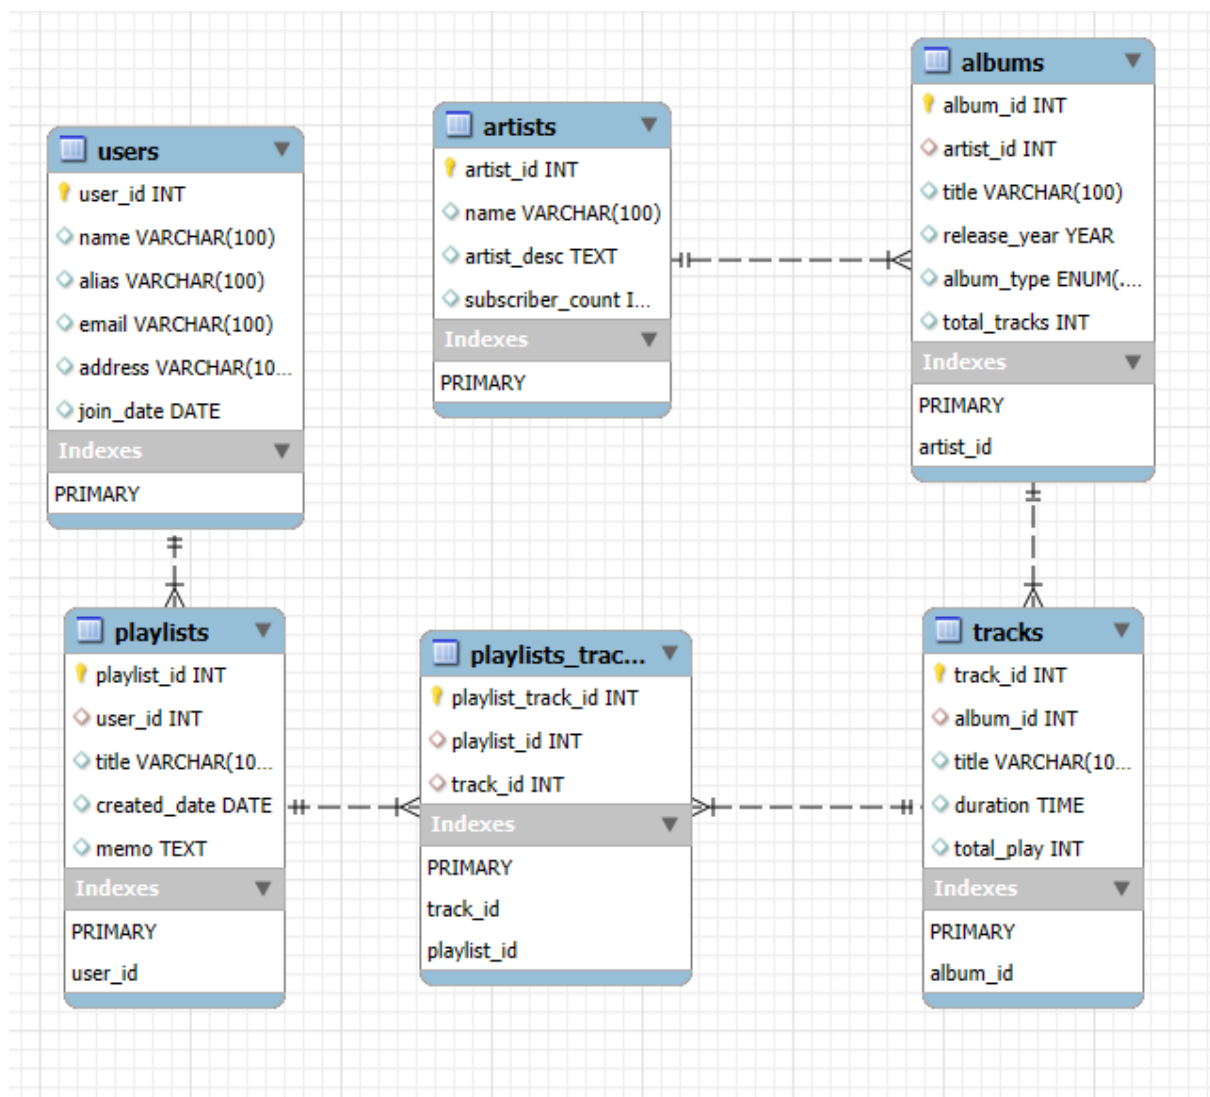 users
user_id INT
name VARCHAR(100)
alias VARCHAR(100)
email VARCHAR(100)
address VARCHAR(10...
join_date DATE
Indexes
PRIMARY
artists
artist_id INT
name VARCHAR(100)
artist_desc TEXT
subscriber_count I...
Indexes
PRIMARY
albums
album_id INT
artist_id INT
title VARCHAR(100)
release_year YEAR
album_type ENUM(....
total_tracks INT
Indexes
PRIMARY
artist_id
playlists
playlist_id INT
user_id INT
title VARCHAR(10...
created_date DATE
memo TEXT
Indexes
PRIMARY
user_id
playlists_trac...
playlist_track_id INT
playlist_id INT
track_id INT
Indexes
PRIMARY
track_id
playlist_id
tracks
track_id INT
album_id INT
title VARCHAR(10...
duration TIME
total_play INT
Indexes
PRIMARY
album_id